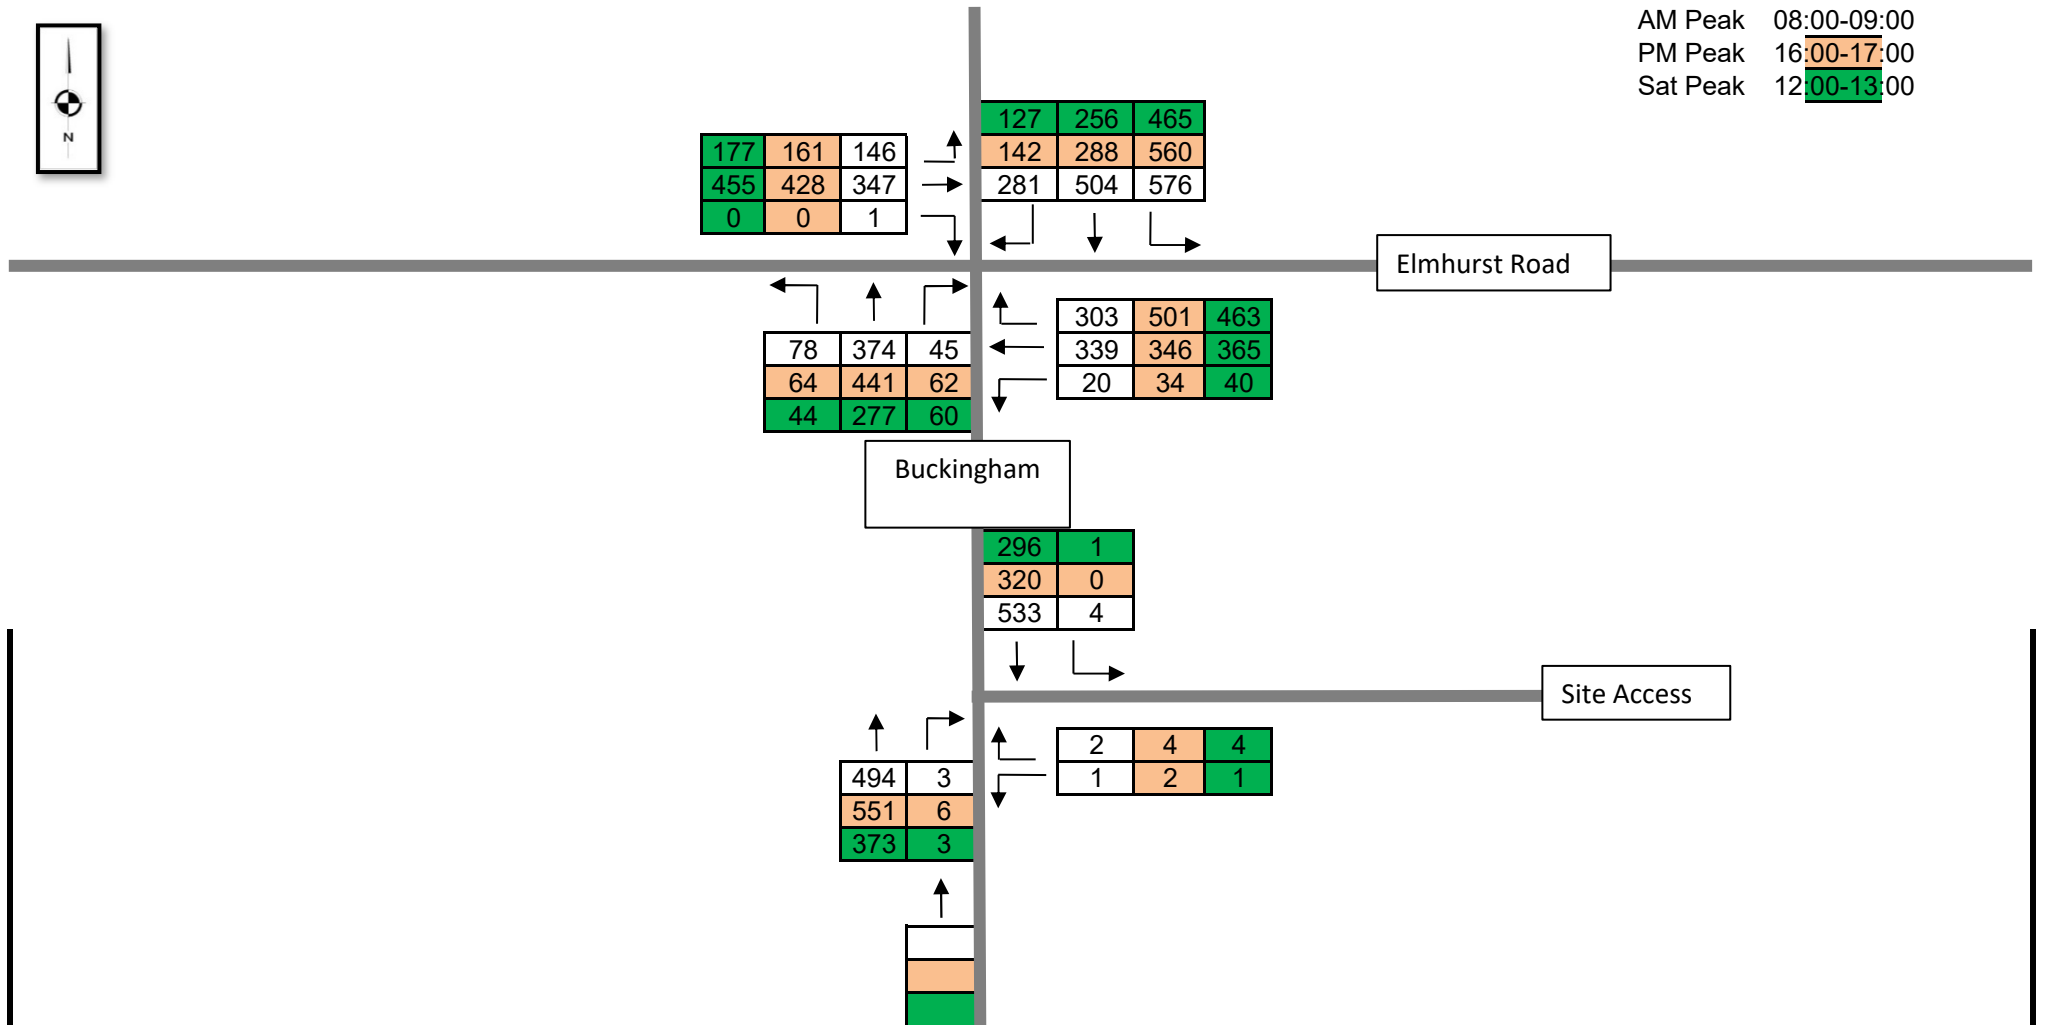 AM Peak 08:00-09:00
PM Peak 16:00-17:00
Sat Peak 12:00-13:00
N
127 256 465
142 288 560
281 504 576
177 161 146
455 428 347
0 0 1
Elmhurst Road
303 501 463
339 346 365
20 34 40
78 374 45
64 441 62
44 277 60
Buckingham
296 1
320 0
533 4
Site Access
2 4 4
1 2 1
494 3
551 6
373 3